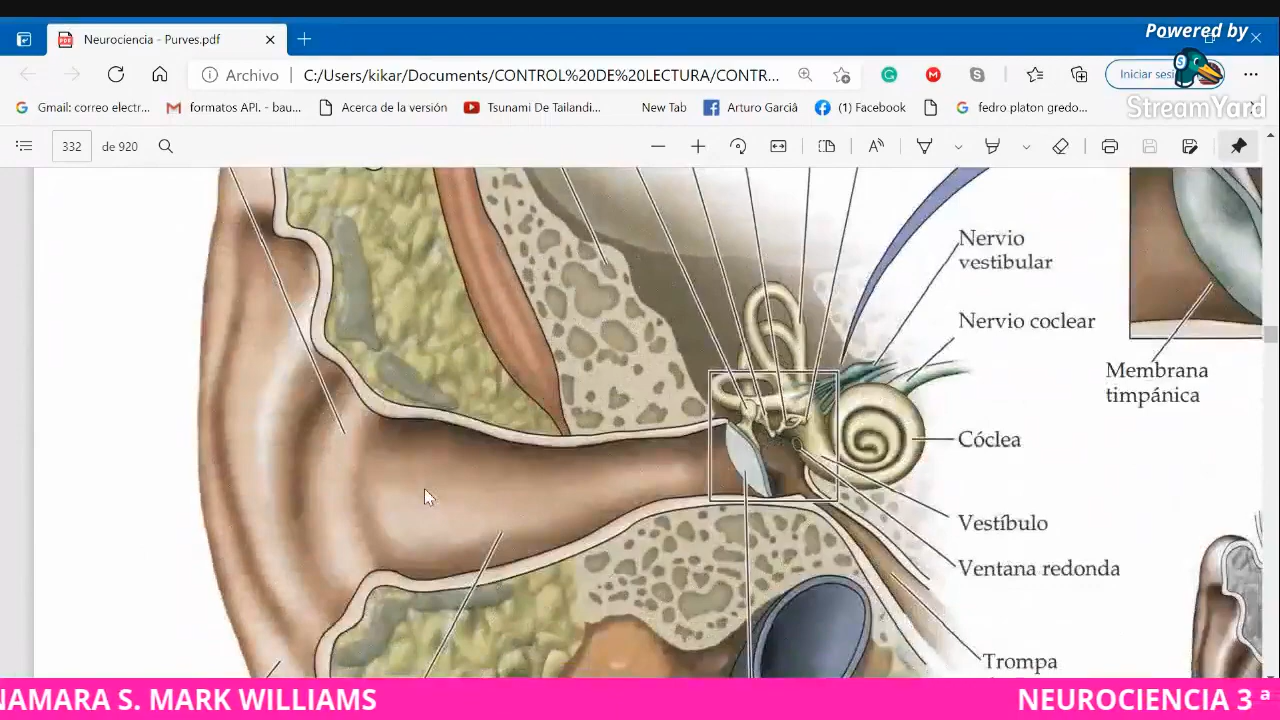 Powered by
Neurociencia - Purves.pdf
Archivo
C:/Users/kikar/Documents/CONTROL%20DE%20LECTURA/CONTR...
Iniciar sesi
StreamYard
Gmail: correo electr...
formatos APl. - bau...
Acerca de la versión
Tsunami De Tailandi...
New Tab
Arturo Garciâ
(1) Facebook
fedro platon gredo...
332
de 920
Nervio
vestibular
Nervio coclear
Membrana
timpánica
Cóclea
Vestíbulo
Ventana redonda
Trompa
NAMARA S. MARK WILLIAMS
NEUROCIENCIA 3 ª